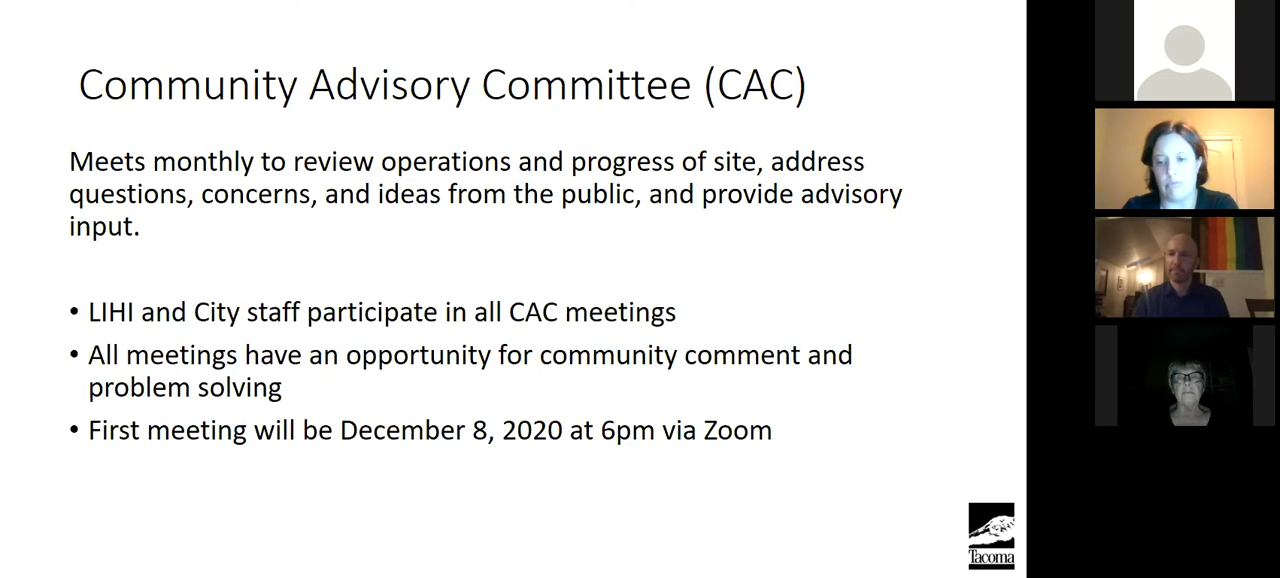 Community Advisory Committee (CAC)
Meets monthly to review operations and progress of site, address
questions, concerns, and ideas from the public, and provide advisory
input.
• LIHI and City staff participate in all CAC meetings
• All meetings have an opportunity for community comment and
problem solving
• First meeting will be December 8, 2020 at 6pm via Zoom
Tacoma